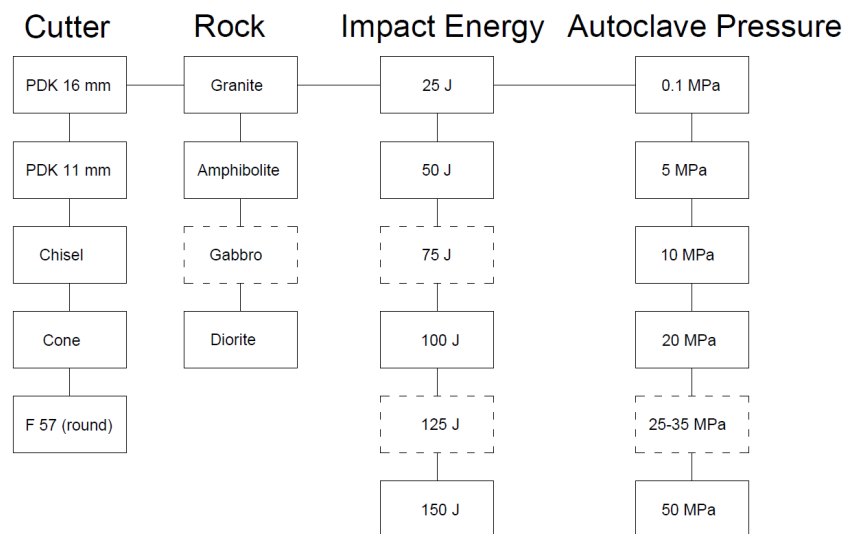 Cutter Rock Impact Energy Autoclave Pressure
PDK 16 mm Granite 25 J 0.1 MPa
PDK 11 mm Amphibolite 50 J 5 MPa
Chisel Gabbro 75 J 10 MPa
Cone Diorite 100 J 20 MPa
F 57 (round) 125 J 25-35 MPa
150 J 50 MPa